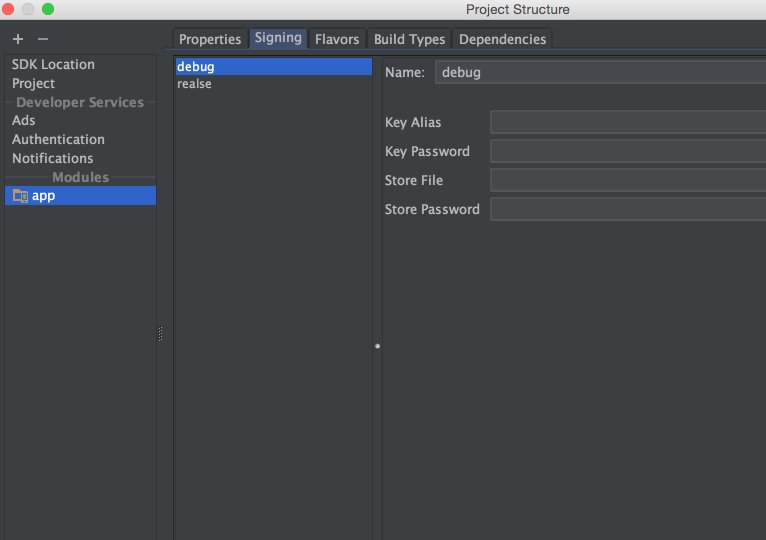 Project Structure
Properties Signing Flavors Build Types Dependencies
SDK Location
Project
Developer Services
Ads
Authentication
Notifications
Modules
app
debug
realse
Name: debug
Key Alias
Key Password
Store File
Store Password